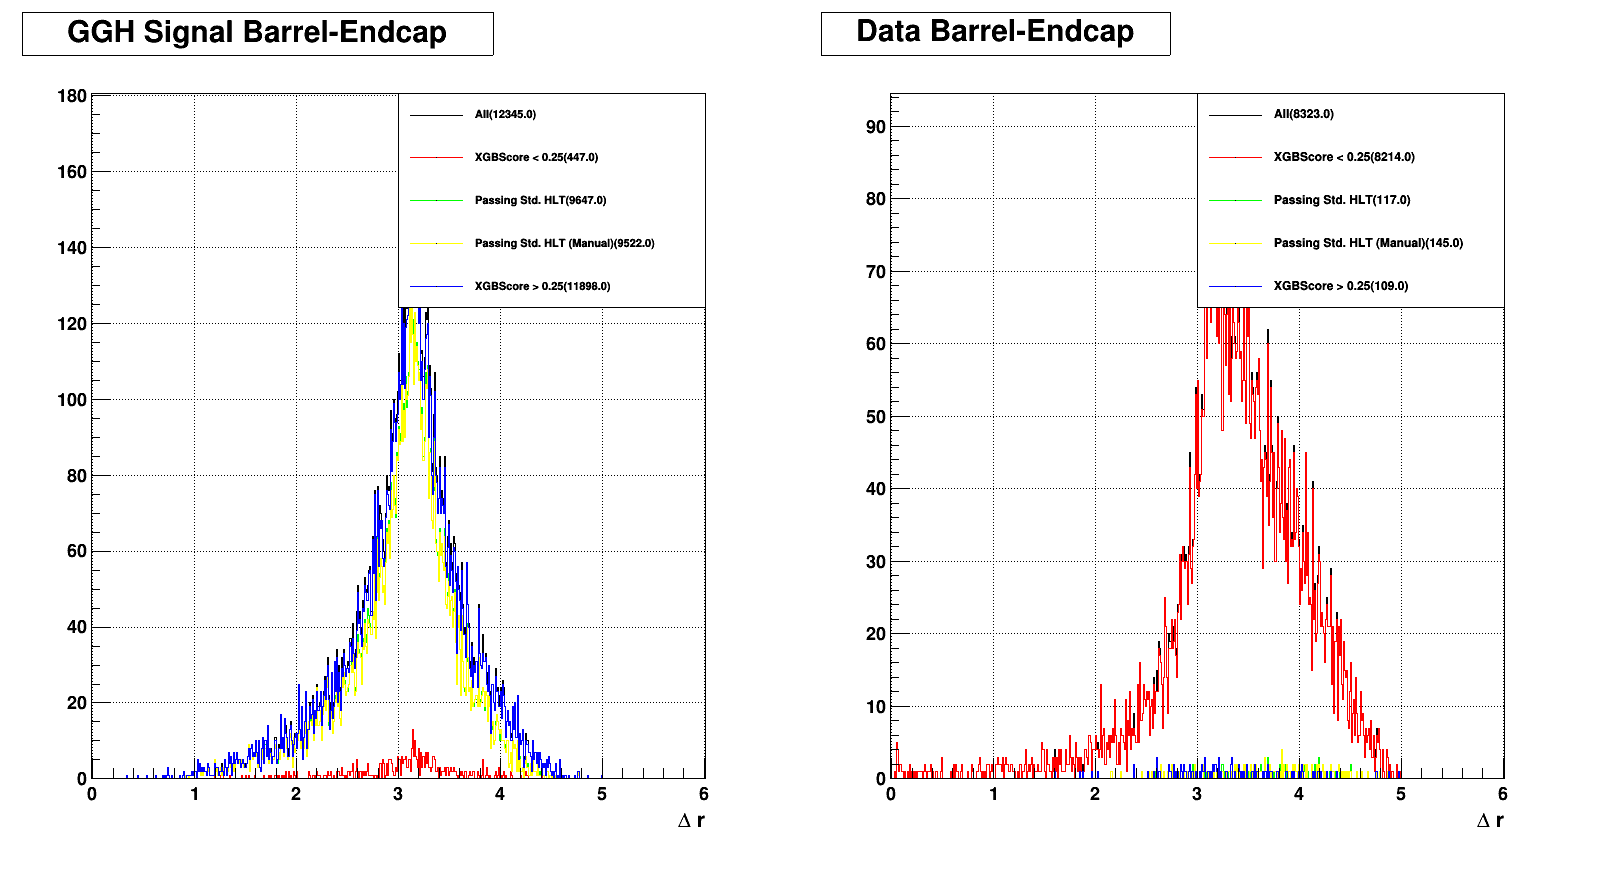 GGH Signal Barrel-Endcap
All(12345.0)
XGBScore < 0.25(447.0)
Passing Std. HLT(9647.0)
Passing Std. HLT (Manual)(9522.0)
XGBScore > 0.25(11898.0)
180
160
140
120
100
80
60
40
20
0
0 1 2 3 4 5 6
Δ r
Data Barrel-Endcap
All(8323.0)
XGBScore < 0.25(8214.0)
Passing Std. HLT(117.0)
Passing Std. HLT (Manual)(145.0)
XGBScore > 0.25(109.0)
90
80
70
60
50
40
30
20
10
0
0 1 2 3 4 5 6
Δ r